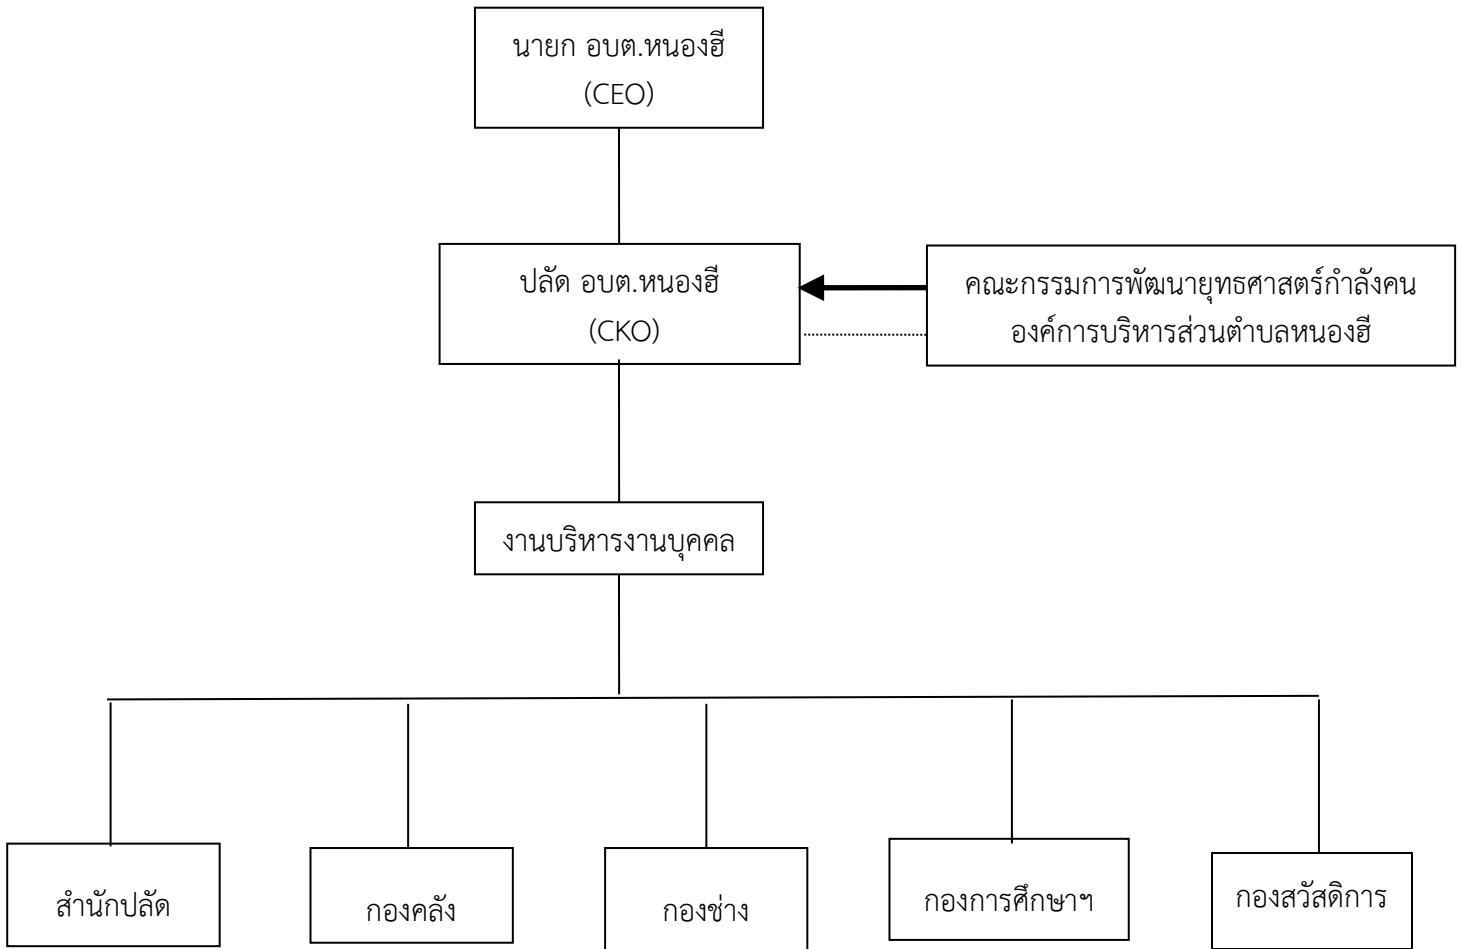 นายก อบต.หนองฮี
(CEO)
ปลัด อบต.หนองฮี
(CKO)
คณะกรรมการพัฒนายุทธศาสตร์กำลังคน
องค์การบริหารส่วนตำบลหนองฮี
งานบริหารงานบุคคล
สำนักปลัด
กองคลัง
กองช่าง
กองการศึกษาฯ
กองสวัสดิการ